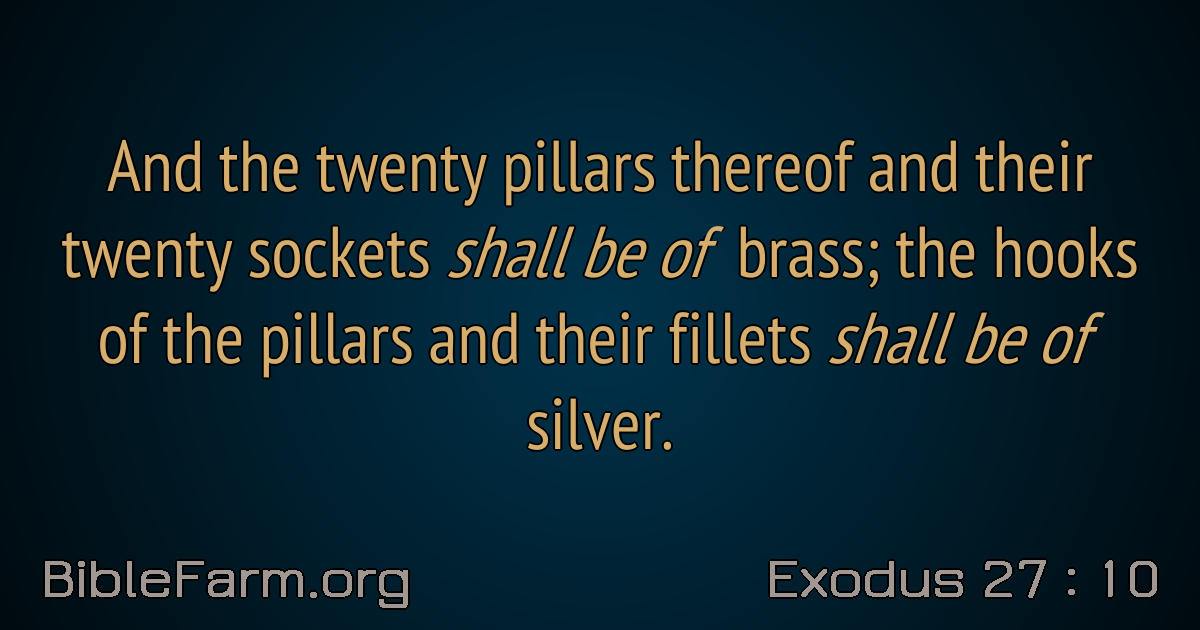 And the twenty pillars thereof and their
twenty sockets shall be of brass; the hooks
of the pillars and their fillets shall be of
silver.
BibleFarm.org
Exodus 27 : 10